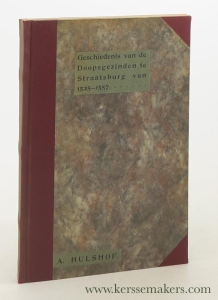 Geschiedenis van de
Doopsgezinden te
Straatsburg van
1525-1557
A. HULSHOF
www.kerssemakers.com